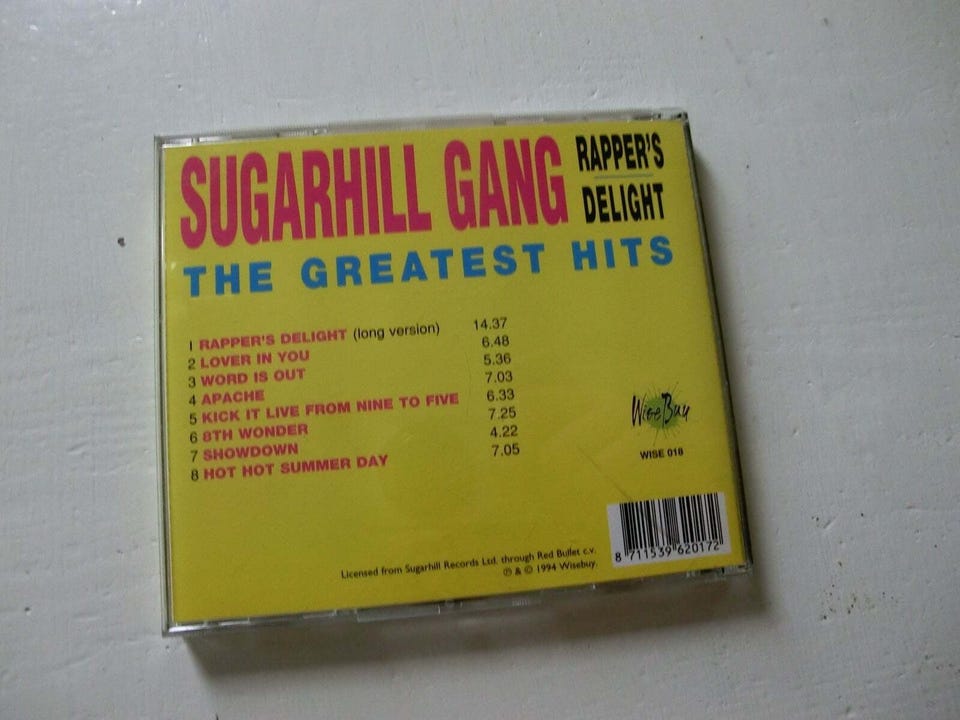 SUGARHILL GANG
RAPPER'S
DELIGHT
THE GREATEST HITS
1 RAPPER'S DELIGHT (long version) 14.37
2 LOVER IN YOU 6.48
3 WORD IS OUT 5.36
4 APACHE 7.03
5 KICK IT LIVE FROM NINE TO FIVE 6.33
6 8TH WONDER 7.25
7 SHOWDOWN 4.22
8 HOT HOT SUMMER DAY 7.05
Wise Buy
WISE 018
8 711539 620172
Licensed from Sugarhill Records Ltd. through Red Bullet c.v.
℗ & © 1994 Wisebuy.